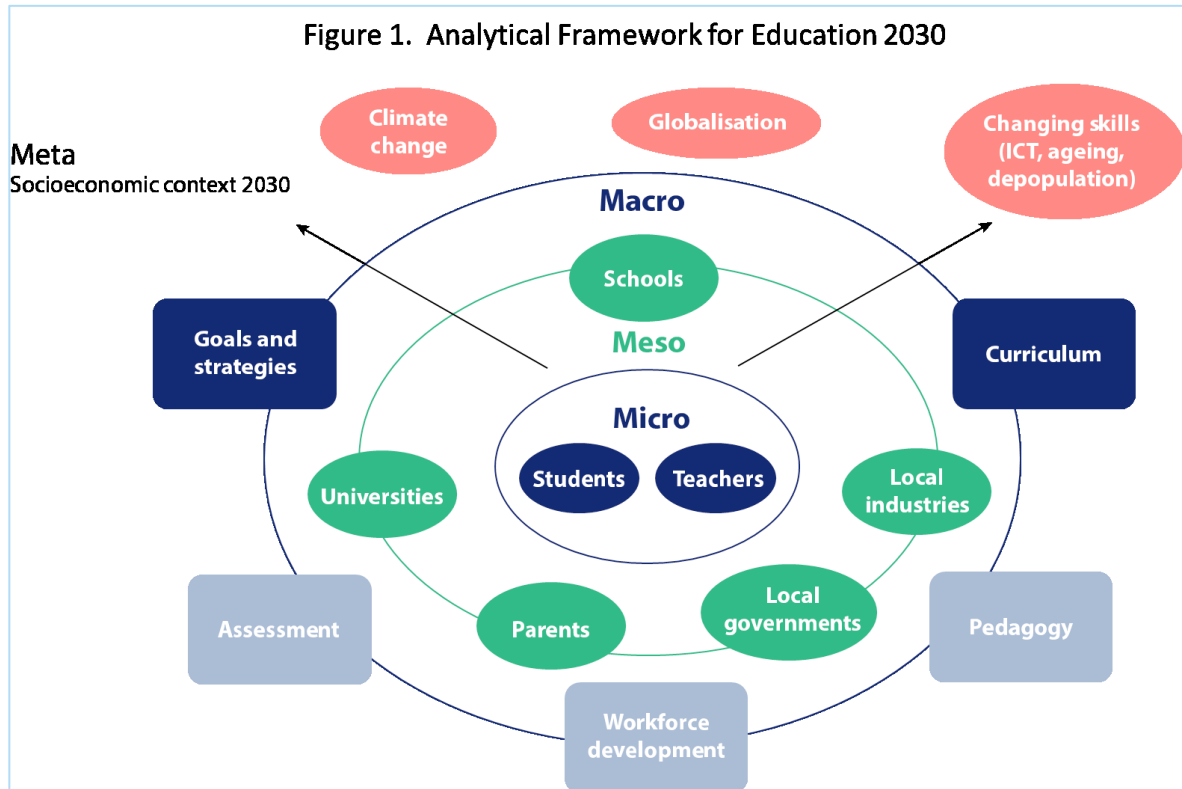 Figure 1. Analytical Framework for Education 2030
Climate
change
Globalisation
Changing skills
(ICT, ageing,
depopulation)
Meta
Socioeconomic context 2030
Macro
Schools
Goals and
strategies
Meso
Curriculum
Micro
Students
Teachers
Universities
Local
industries
Assessment
Parents
Local
governments
Pedagogy
Workforce
development